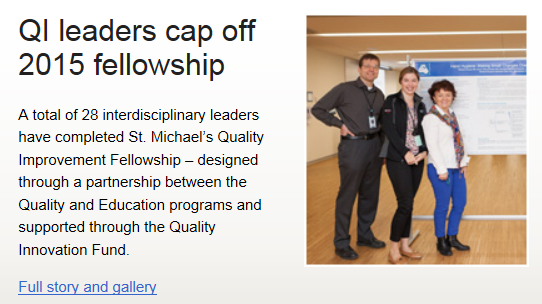 QI leaders cap off
2015 fellowship
A total of 28 interdisciplinary leaders
have completed St. Michael’s Quality
Improvement Fellowship – designed
through a partnership between the
Quality and Education programs and
supported through the Quality
Innovation Fund.
Full story and gallery